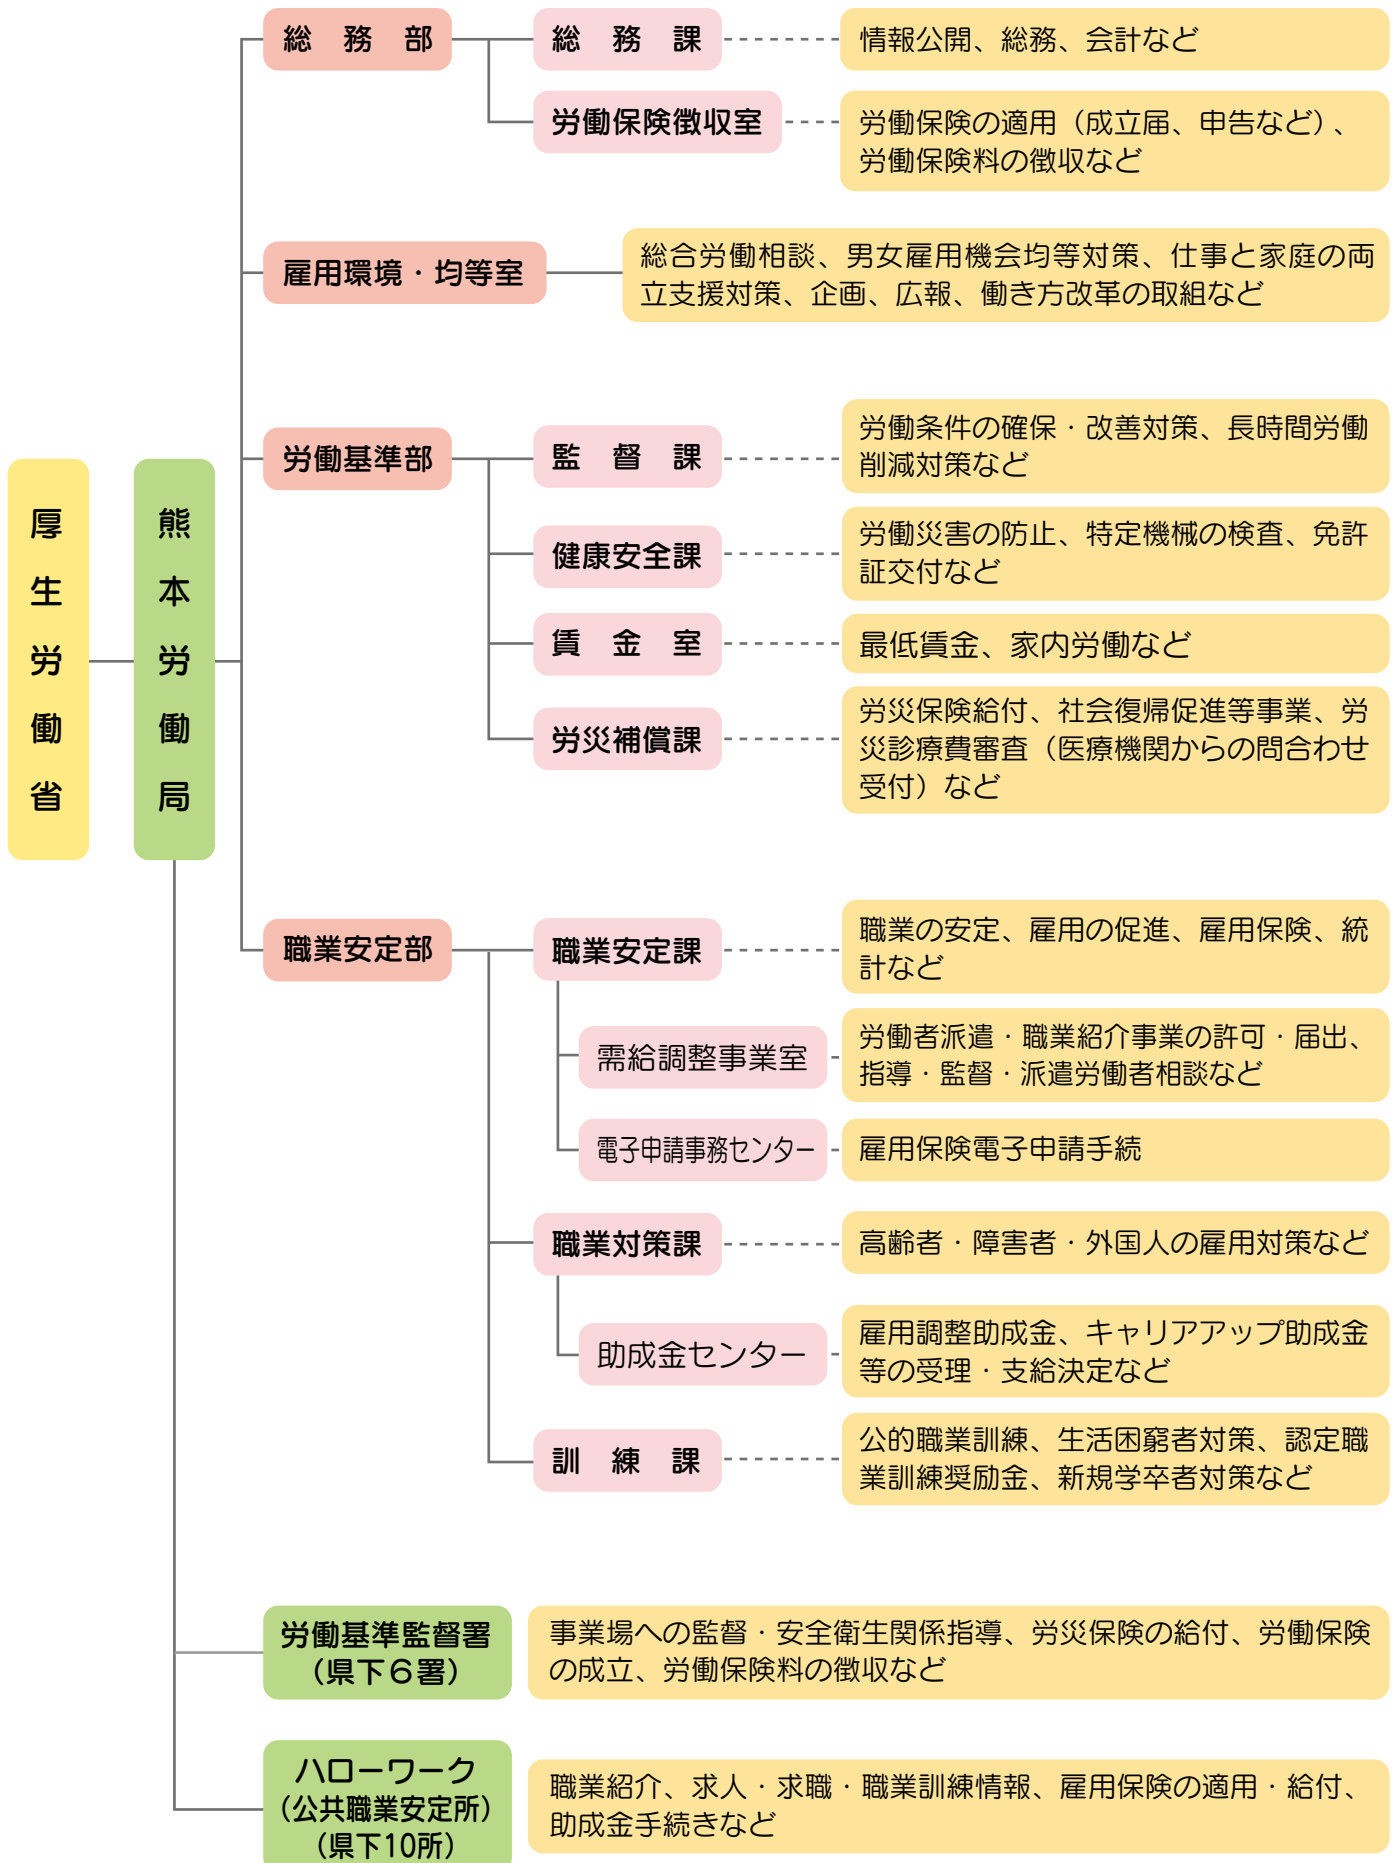 厚生労働省
熊本労働局
総務部
総務課
情報公開、総務、会計など
労働保険徴収室
労働保険の適用（成立届、申告など）、
労働保険料の徴収など
雇用環境・均等室
総合労働相談、男女雇用機会均等対策、仕事と家庭の両
立支援対策、企画、広報、働き方改革の取組など
労働基準部
監督課
労働条件の確保・改善対策、長時間労働
削減対策など
健康安全課
労働災害の防止、特定機械の検査、免許
証交付など
賃金室
最低賃金、家内労働など
労災補償課
労災保険給付、社会復帰促進等事業、労
災診療費審査（医療機関からの問合わせ
受付）など
職業安定部
職業安定課
職業の安定、雇用の促進、雇用保険、統
計など
需給調整事業室
労働者派遣・職業紹介事業の許可・届出、
指導・監督・派遣労働者相談など
電子申請事務センター
雇用保険電子申請手続
職業対策課
高齢者・障害者・外国人の雇用対策など
助成金センター
雇用調整助成金、キャリアアップ助成金
等の受理・支給決定など
訓練課
公的職業訓練、生活困窮者対策、認定職
業訓練奨励金、新規学卒者対策など
労働基準監督署
（県下６署）
事業場への監督・安全衛生関係指導、労災保険の給付、労働保険
の成立、労働保険料の徴収など
ハローワーク
（公共職業安定所）
（県下10所）
職業紹介、求人・求職・職業訓練情報、雇用保険の適用・給付、
助成金手続きなど